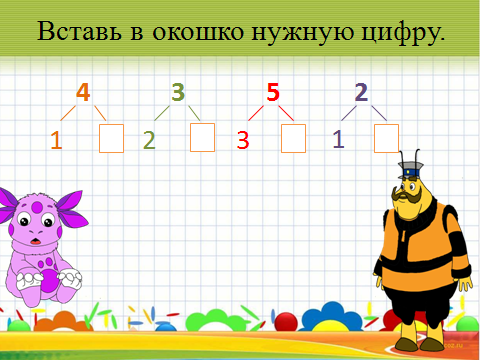 Вставь в окошко нужную цифру.
4 3 5 2
1 2 3 1